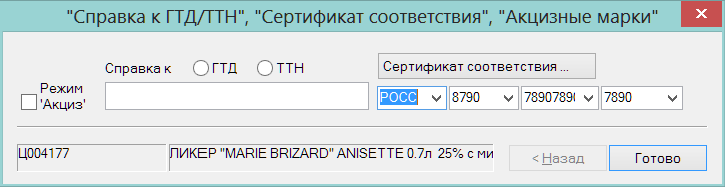 "Справка к ГТД/ТТН", "Сертификат соответствия", "Акцизные марки"
Справка к ГТД ТТН Сертификат соответствия ...
Режим
'Акциз'
РОСС 8790 7890789( 7890
Ц004177 ЛИКЕР "MARIE BRIZARD" ANISETTE 0.7л 25% с ми < Назад Готово